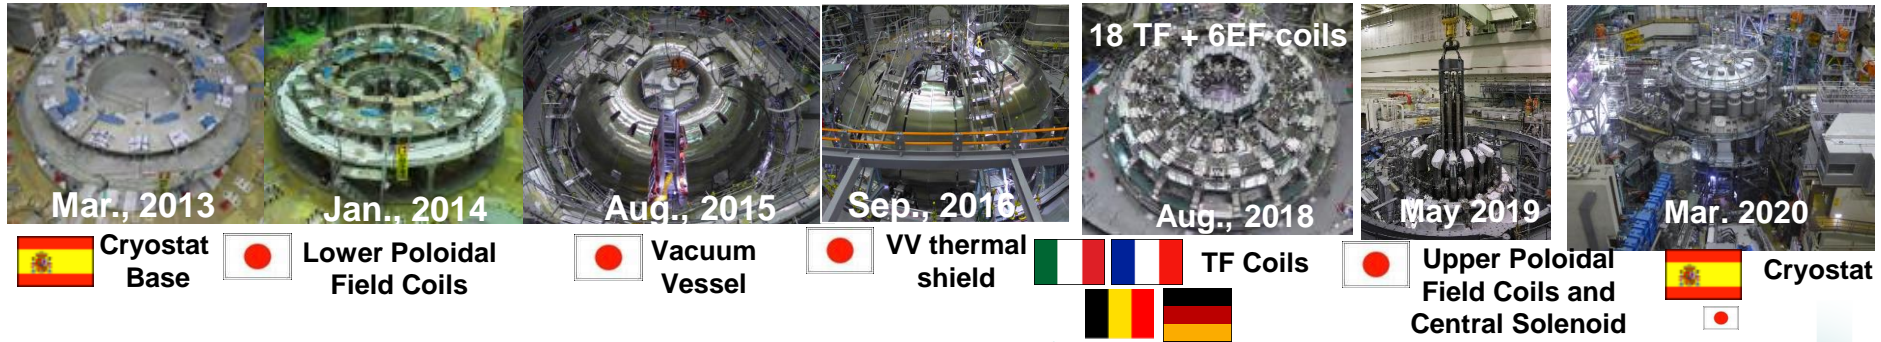 18 TF + 6EF coils
Mar., 2013
Jan., 2014
Aug., 2015
Sep., 2016
Aug., 2018
May 2019
Mar. 2020
Cryostat
Base
Lower Poloidal
Field Coils
Vacuum
Vessel
VV thermal
shield
TF Coils
Upper Poloidal
Field Coils and
Central Solenoid
Cryostat